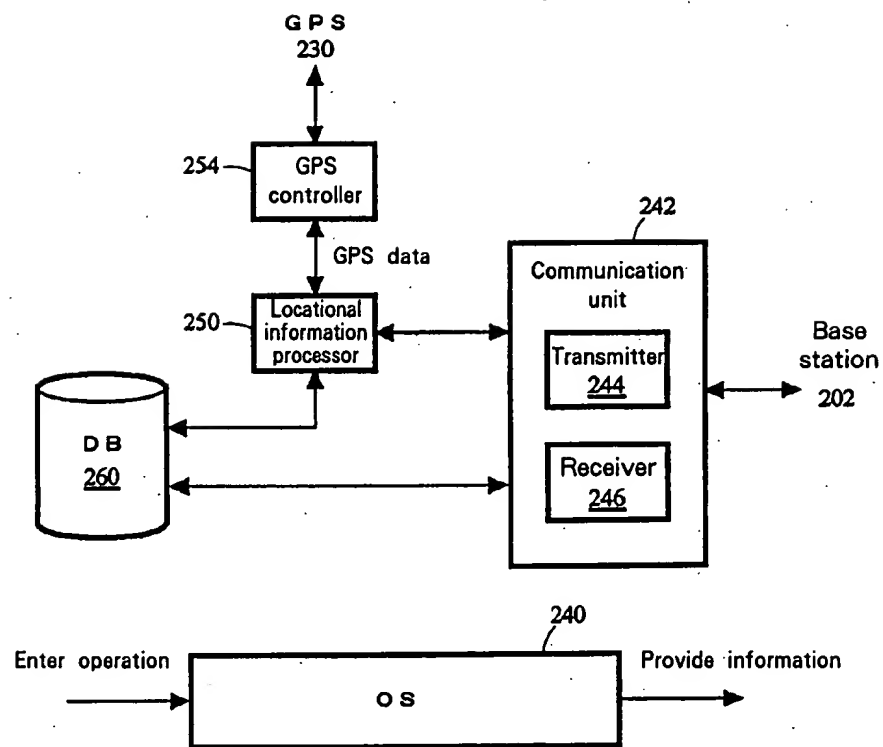 GPS
230
254
GPS
controller
GPS data
250
Locational
information
processor
242
Communication
unit
Transmitter
244
Receiver
246
Base
station
202
DB
260
240
Enter operation
OS
Provide information